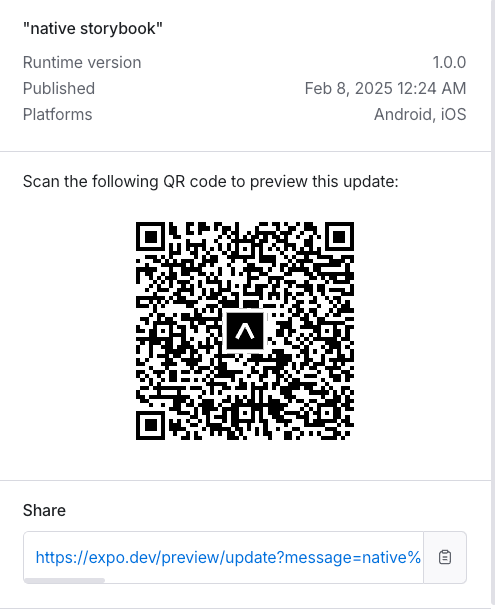 "native storybook"
Runtime version 1.0.0
Published Feb 8, 2025 12:24 AM
Platforms Android, iOS
Scan the following QR code to preview this update:
Share
https://expo.dev/preview/update?message=native%